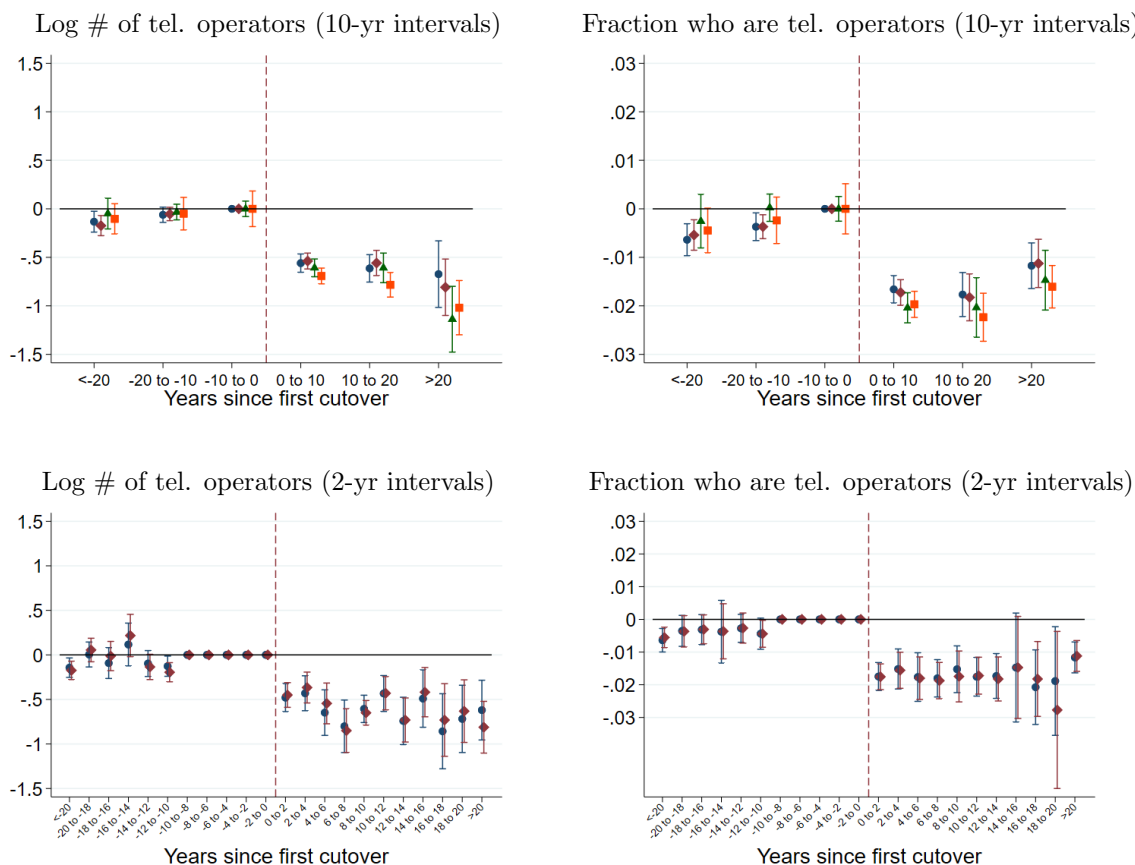 Log # of tel. operators (10-yr intervals)
1.5
1
.5
0
-.5
-1
-1.5
<-20 -20 to -10 -10 to 0 0 to 10 10 to 20 >20
Years since first cutover
Fraction who are tel. operators (10-yr intervals)
.03
.02
.01
0
-.01
-.02
-.03
<-20 -20 to -10 -10 to 0 0 to 10 10 to 20 >20
Years since first cutover
Log # of tel. operators (2-yr intervals)
1.5
1
.5
0
-.5
-1
-1.5
<-20 -20 to -18 -18 to -16 -16 to -14 -14 to -12 -12 to -10 -10 to -8 -8 to -6 -6 to -4 -4 to -2 -2 to 0 0 to 2 2 to 4 4 to 6 6 to 8 8 to 10 10 to 12 12 to 14 14 to 16 16 to 18 18 to 20 >20
Years since first cutover
Fraction who are tel. operators (2-yr intervals)
.03
.02
.01
0
-.01
-.02
-.03
<-20 -20 to -18 -18 to -16 -16 to -14 -14 to -12 -12 to -10 -10 to -8 -8 to -6 -6 to -4 -4 to -2 -2 to 0 0 to 2 2 to 4 4 to 6 6 to 8 8 to 10 10 to 12 12 to 14 14 to 16 16 to 18 18 to 20 >20
Years since first cutover